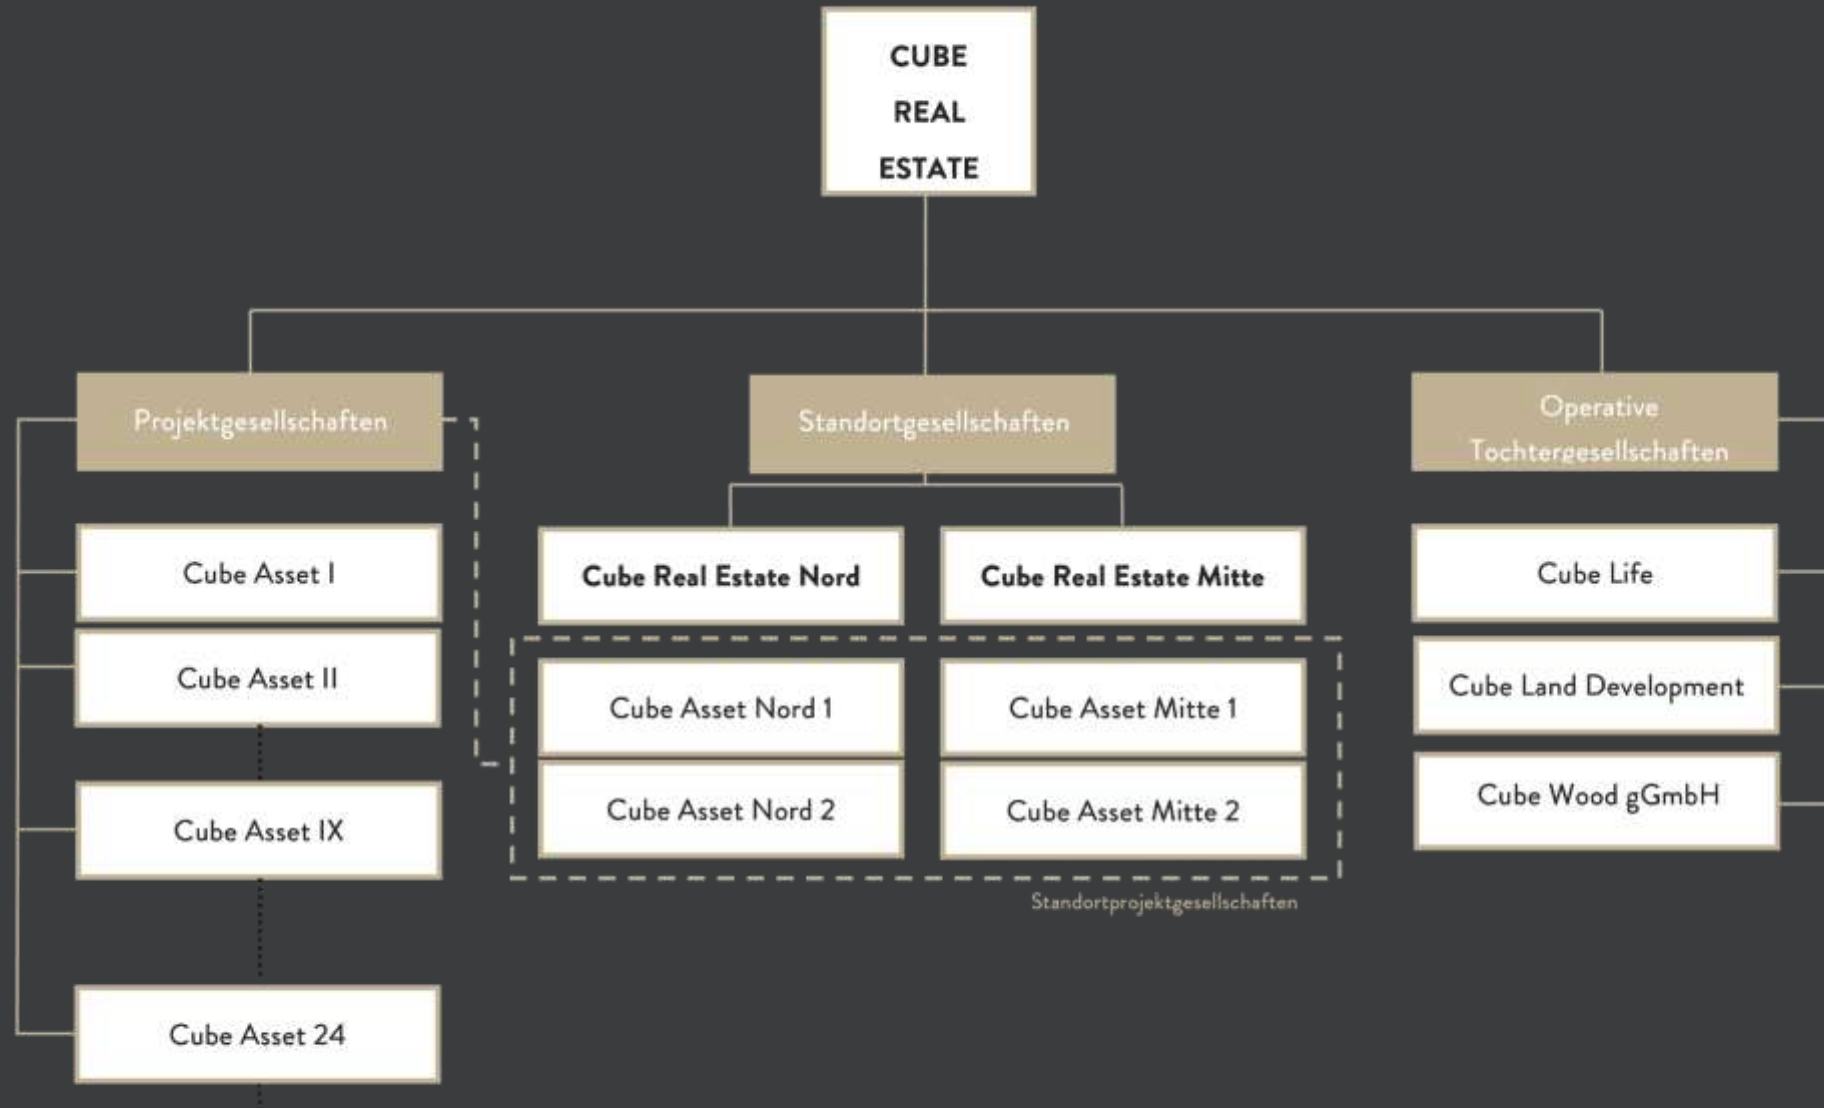 CUBE
REAL
ESTATE
Projektgesellschaften
Standortgesellschaften
Operative
Tochtergesellschaften
Cube Asset I
Cube Asset II
Cube Asset IX
Cube Asset 24
Cube Real Estate Nord
Cube Real Estate Mitte
Cube Asset Nord 1
Cube Asset Mitte 1
Cube Asset Nord 2
Cube Asset Mitte 2
Standortprojektgesellschaften
Cube Life
Cube Land Development
Cube Wood gGmbH